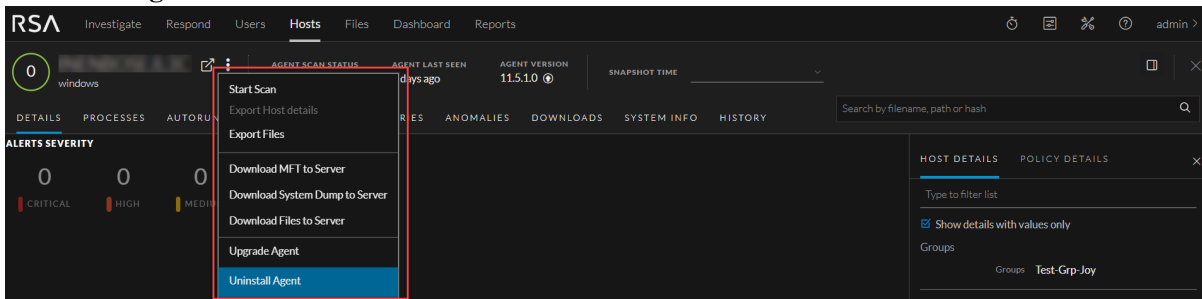 RSA Investigate Respond Users Hosts Files Dashboard Reports admin >
0
windows
AGENT SCAN STATUS AGENT LAST SEEN AGENT VERSION SNAPSHOT TIME
days ago 11.5.1.0
Start Scan
Export Host details
Export Files
Download MFT to Server
Download System Dump to Server
Download Files to Server
Upgrade Agent
Uninstall Agent
DETAILS PROCESSES AUTORU RIES ANOMALIES DOWNLOADS SYSTEM INFO HISTORY
Search by filename, path or hash
ALERTS SEVERITY
0 0 0
CRITICAL HIGH MEDIU
HOST DETAILS POLICY DETAILS
Type to filter list
Show details with values only
Groups
Groups Test-Grp-Joy